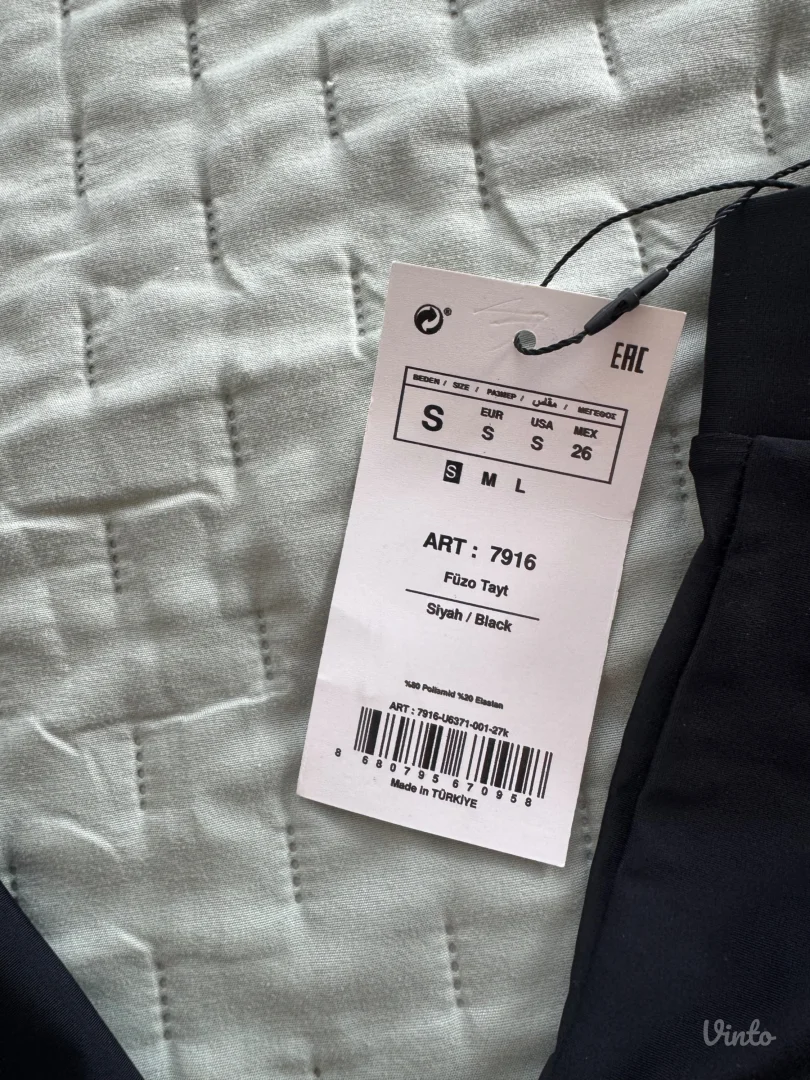 ®
EAC
BEDEN / SIZE / РАЗМЕР / مقاس / ΜΕΓΕΘΟΣ
S EUR USA MEX
S S 26
S M L
ART : 7916
Füzo Tayt
Siyah / Black
%80 Poliamid %20 Elastan
ART : 7916-U6371-001-27k
8 680795 670958
Made in TÜRKİYE
Vinto